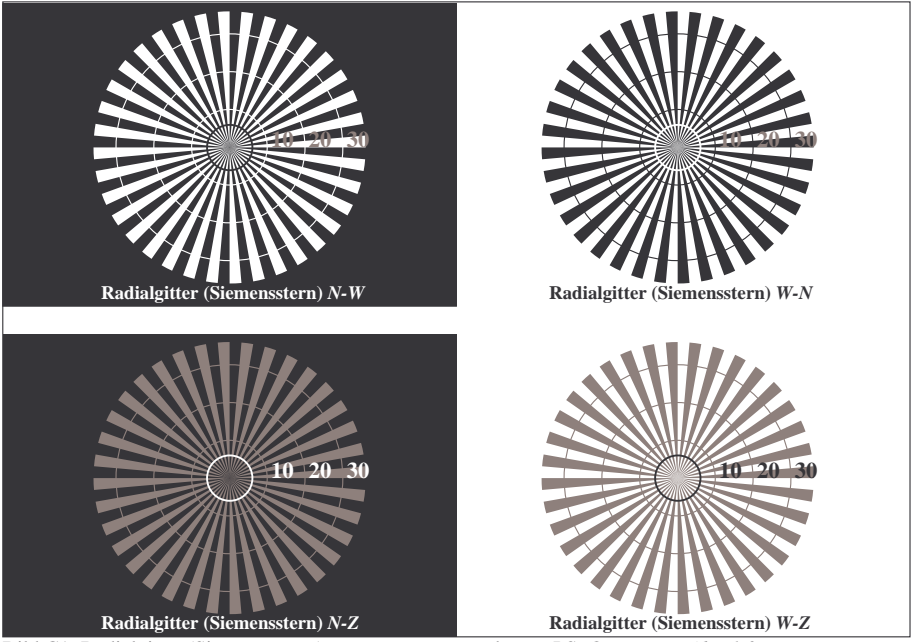 10 20 30
Radialgitter (Siemensstern) N-W
10 20 30
Radialgitter (Siemensstern) W-N
10 20 30
Radialgitter (Siemensstern) N-Z
10 20 30
Radialgitter (Siemensstern) W-Z